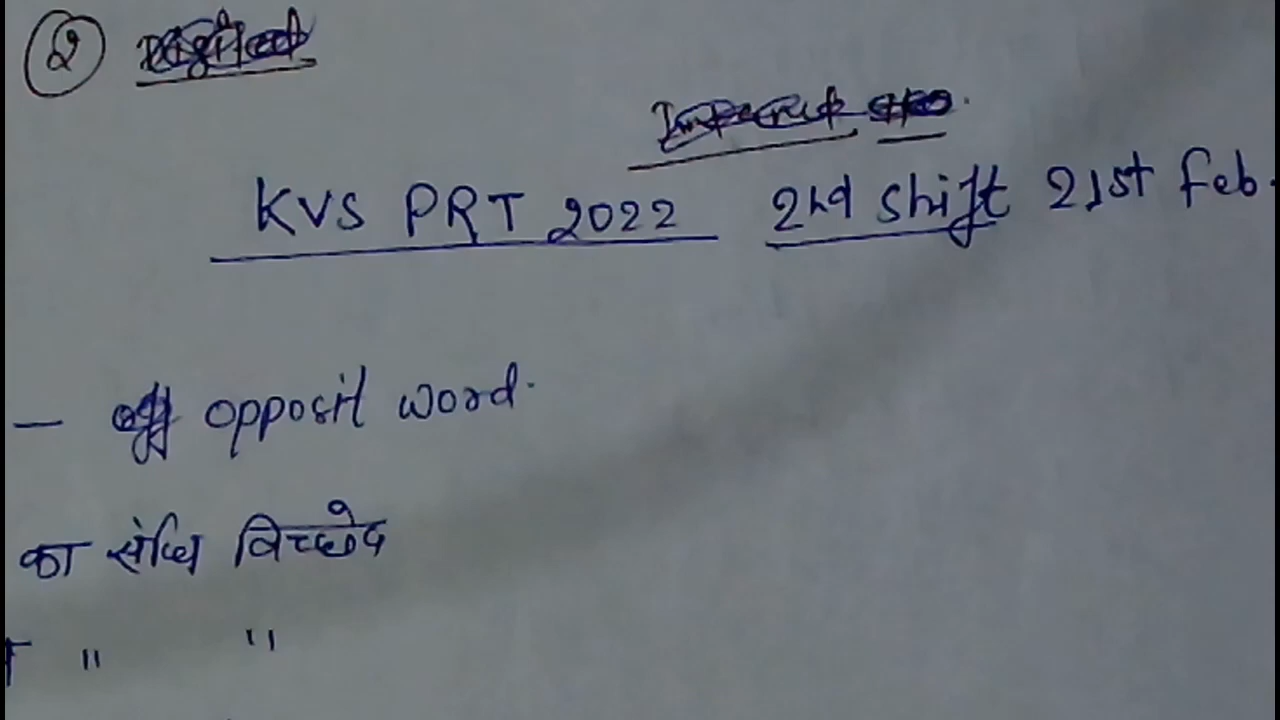 ②
KVS PRT 2022 2nd Shift 21st Feb.
— opposit word.
का संधि विच्छेद
" "